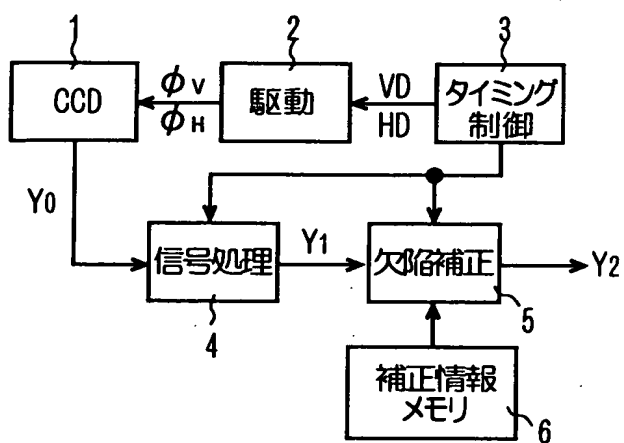 1
2
3
CCD
φV
φH
駆動
VD
HD
タイミング
制御
Y0
信号処理
Y1
欠陥補正
Y2
4
5
補正情報
メモリ
6